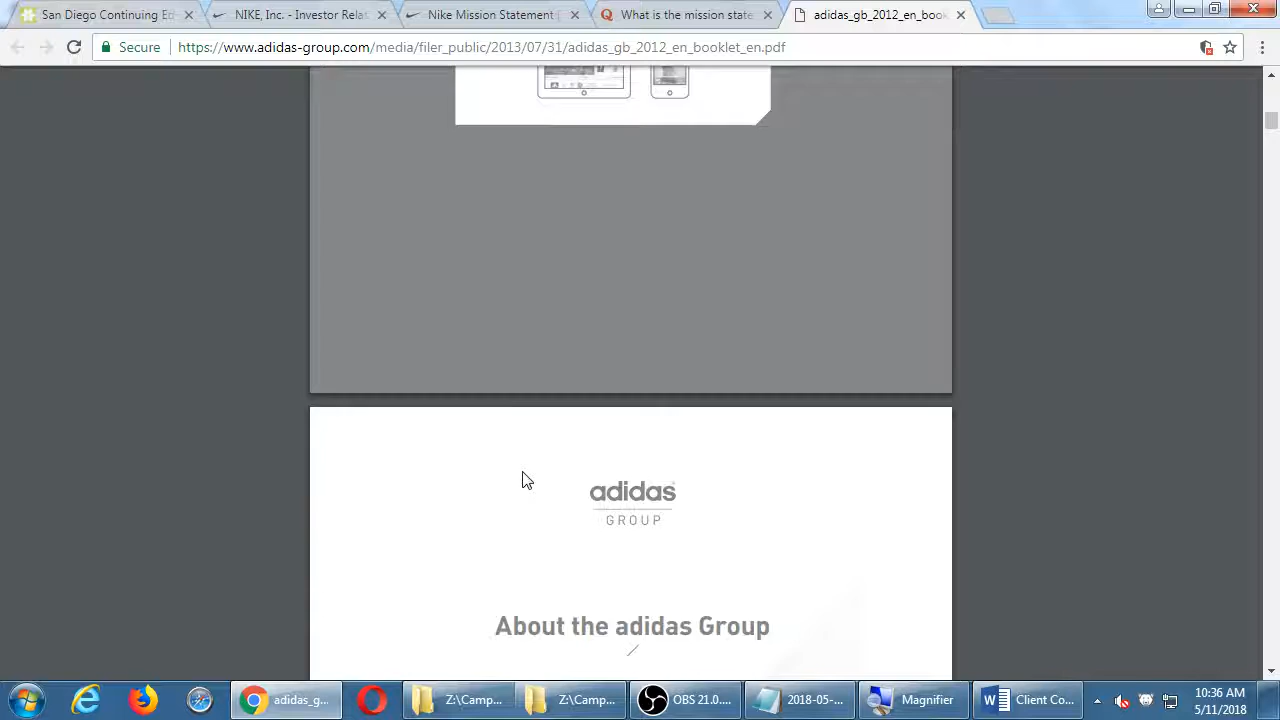 San Diego Continuing Ed
NIKE, Inc. - Investor Rela
Nike Mission Statement
What is the mission state
adidas_gb_2012_en_book
Secure
https://www.adidas-group.com/media/filer_public/2013/07/31/adidas_gb_2012_en_booklet_en.pdf
adidas
GROUP
About the adidas Group
adidas_g...
Z:\Camp...
Z:\Camp...
OBS 21.0....
2018-05-...
Magnifier
Client Co...
10:36 AM
5/11/2018